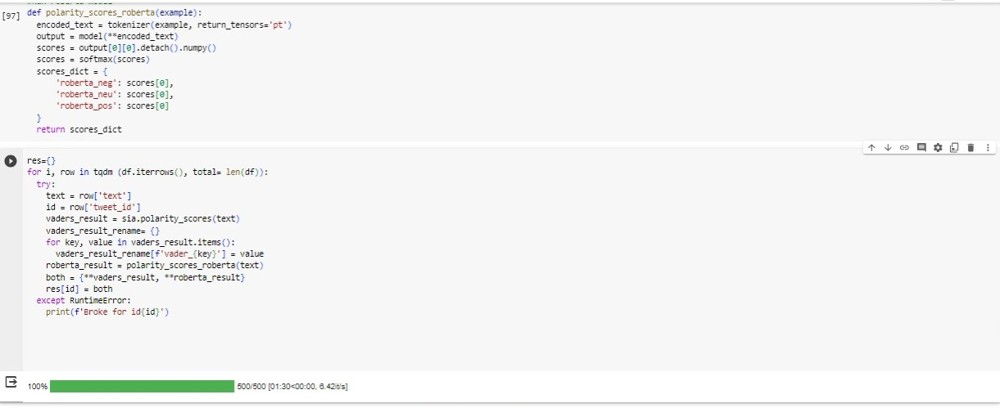 [97] def polarity_scores_roberta(example):
encoded_text = tokenizer(example, return_tensors='pt')
output = model(**encoded_text)
scores = output[0][0].detach().numpy()
scores = softmax(scores)
scores_dict = {
'roberta_neg': scores[0],
'roberta_neu': scores[0],
'roberta_pos': scores[0]
}
return scores_dict
res={}
for i, row in tqdm (df.iterrows(), total= len(df)):
try:
text = row['text']
id = row['tweet_id']
vaders_result = sia.polarity_scores(text)
vaders_result_rename= {}
for key, value in vaders_result.items():
vaders_result_rename[f'vader_{key}'] = value
roberta_result = polarity_scores_roberta(text)
both = {**vaders_result, **roberta_result}
res[id] = both
except RuntimeError:
print(f'Broke for id{id}')
100% 500/500 [01:30<00:00, 6.42it/s]